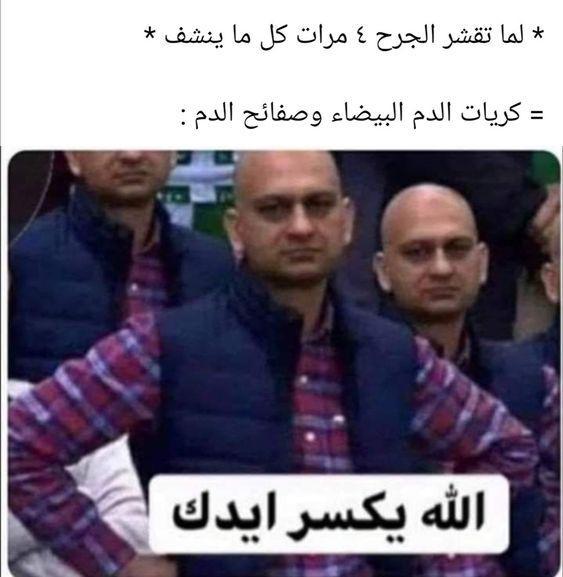 * لما تقشر الجرح ٤ مرات كل ما ينشف *
= كريات الدم البيضاء وصفائح الدم :
الله يكسر ايدك